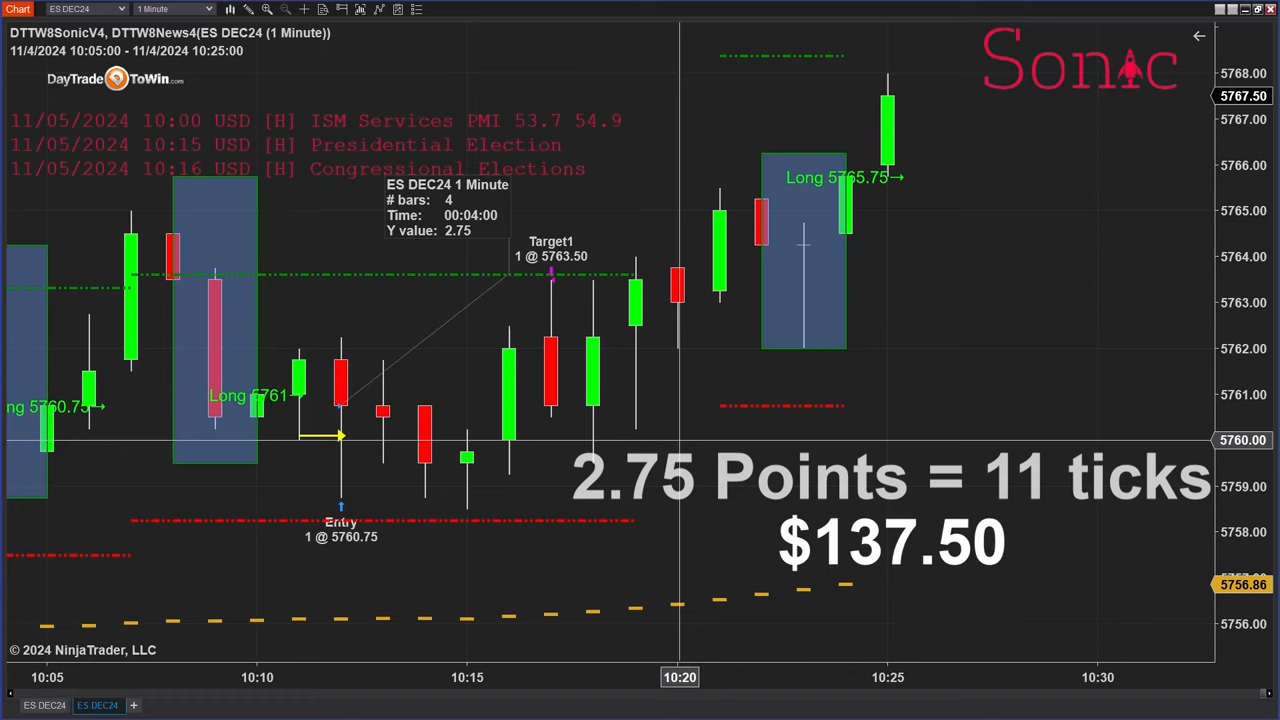 Chart
ES DEC24
1 Minute
DTTW8SonicV4, DTTW8News4(ES DEC24 (1 Minute))
11/4/2024 10:05:00 - 11/4/2024 10:25:00
DayTradeToWin.com
Sonic
11/05/2024 10:00 USD [H] ISM Services PMI 53.7 54.9
11/05/2024 10:15 USD [H] Presidential Election
11/05/2024 10:16 USD [H] Congressional Elections
ES DEC24 1 Minute
# bars: 4
Time: 00:04:00
Y value: 2.75
Target1
1 @ 5763.50
Long 5765.75
Long 5761
ng 5760.75
Entry
1 @ 5760.75
2.75 Points = 11 ticks
$137.50
5768.00
5767.50
5767.00
5766.00
5765.00
5764.00
5763.00
5762.00
5761.00
5760.00
5759.00
5758.00
5756.86
5756.00
© 2024 NinjaTrader, LLC
10:05
10:10
10:15
10:20
10:25
10:30
ES DEC24
ES DEC24